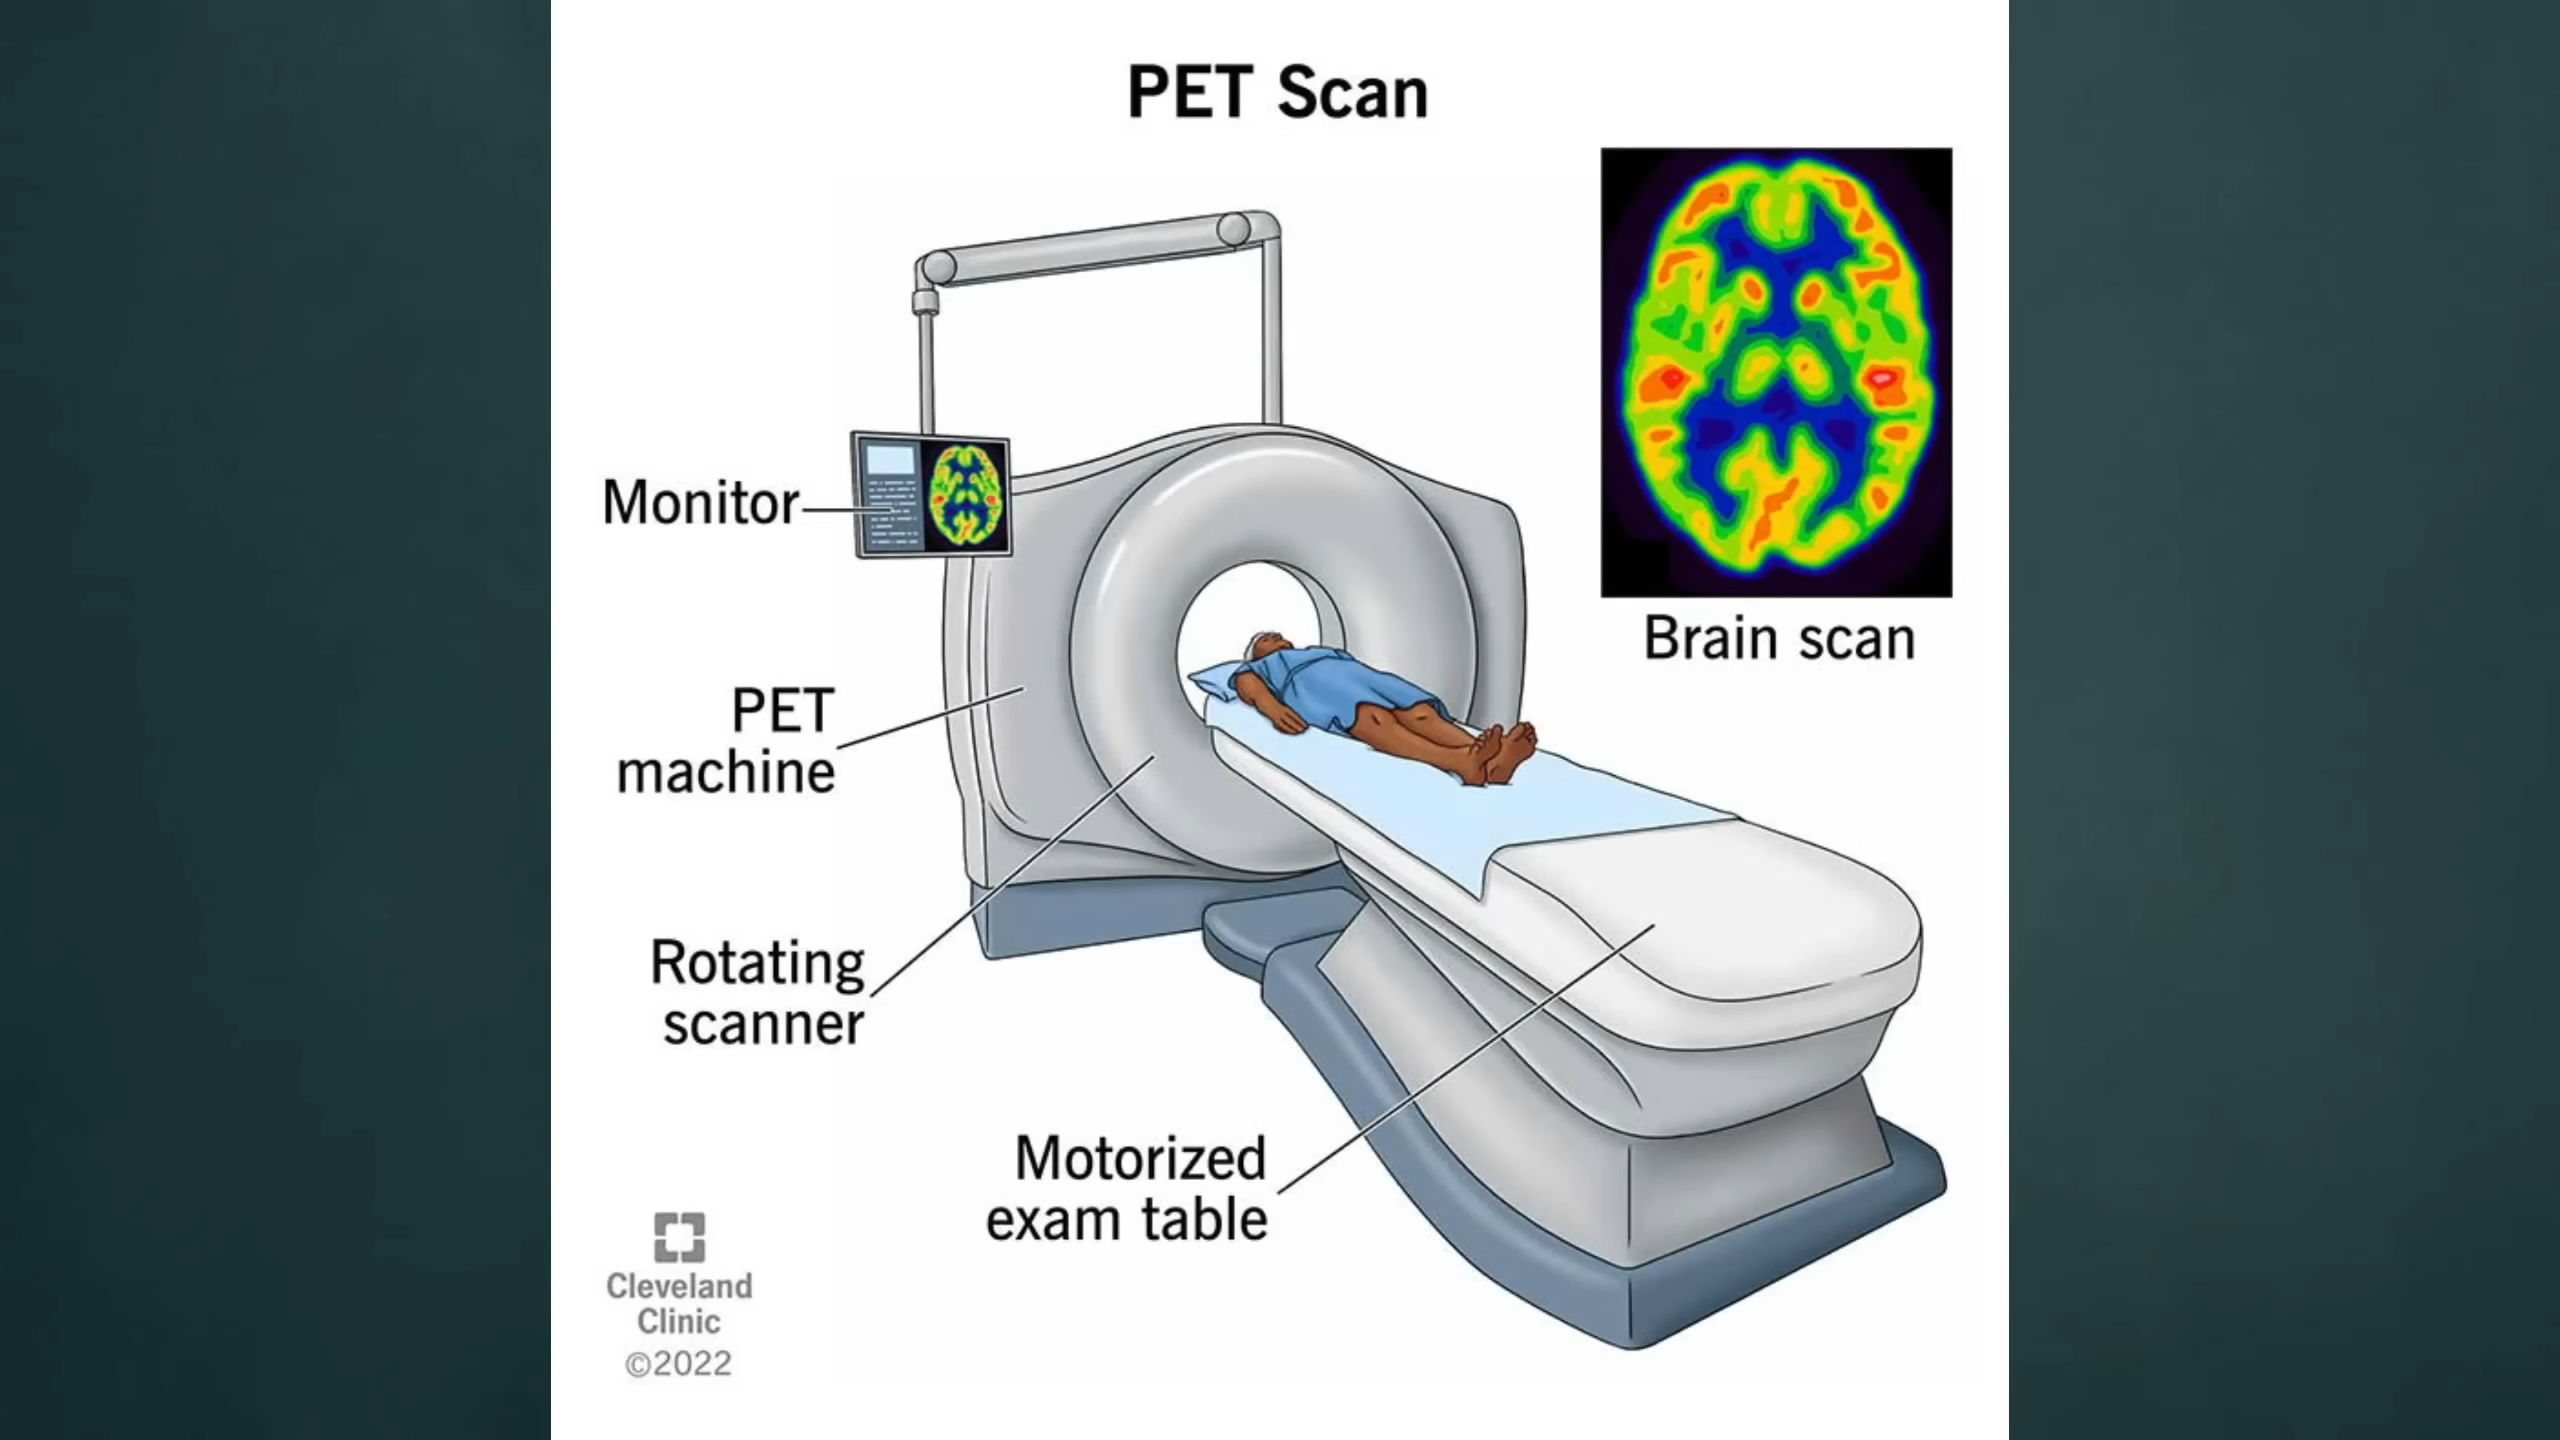 PET Scan
Monitor
Brain scan
PET
machine
Rotating
scanner
Motorized
exam table
Cleveland
Clinic
©2022